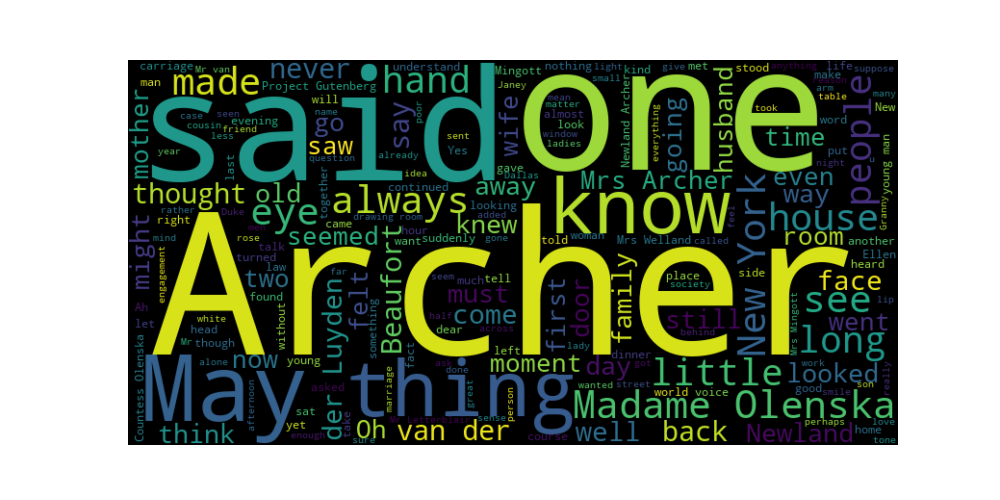 carriage Mr van never understand nothing light kind give met stood anything life suppose
man made Project Gutenberg hand Mingott small Janey make many
said one husband people
mother case seen cousin less evening friend will name go say poor wife mean matter almost look window ladies Newland Archer going everything took arm table New word
year last question saw idea already sent Yes gave Dallas time put night young man
thought old together continued always away looking added knew Mrs Archer even way
right rather Duke eye came drawing room hour know house Granny
might mind rose seemed want suddenly gone told woman Mrs Welland called feel New York room another
engagement turned talk two law felt Beaufort seem much tell first door family place society side Ellen heard
Archer
Ah let found without far something must come still face lip
white head Mr though der Luyden fact half dear across lady behind Mrs Mingott see long went
Countess Olenska May alone now young marriage ask done left moment dinner day got work looked
afternoon asked thing great person wanted street little world voice good son smile really
sat take Mr Letterblair sense Madame Olenska perhaps love
think yet enough sure Oh van der course well back Newland home tone